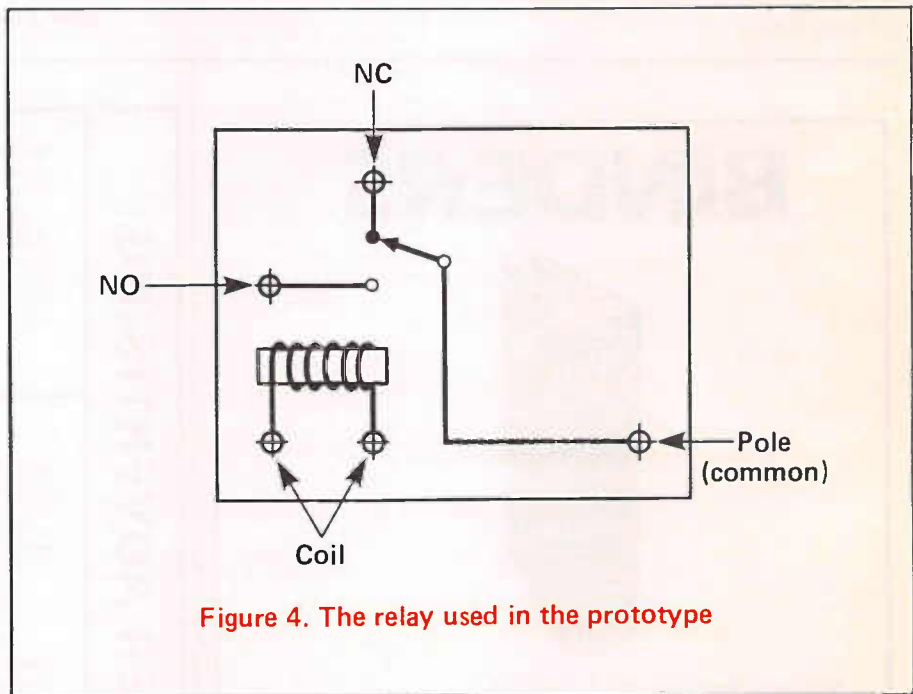 NC
NO
Pole
(common)
Coil
Figure 4. The relay used in the prototype